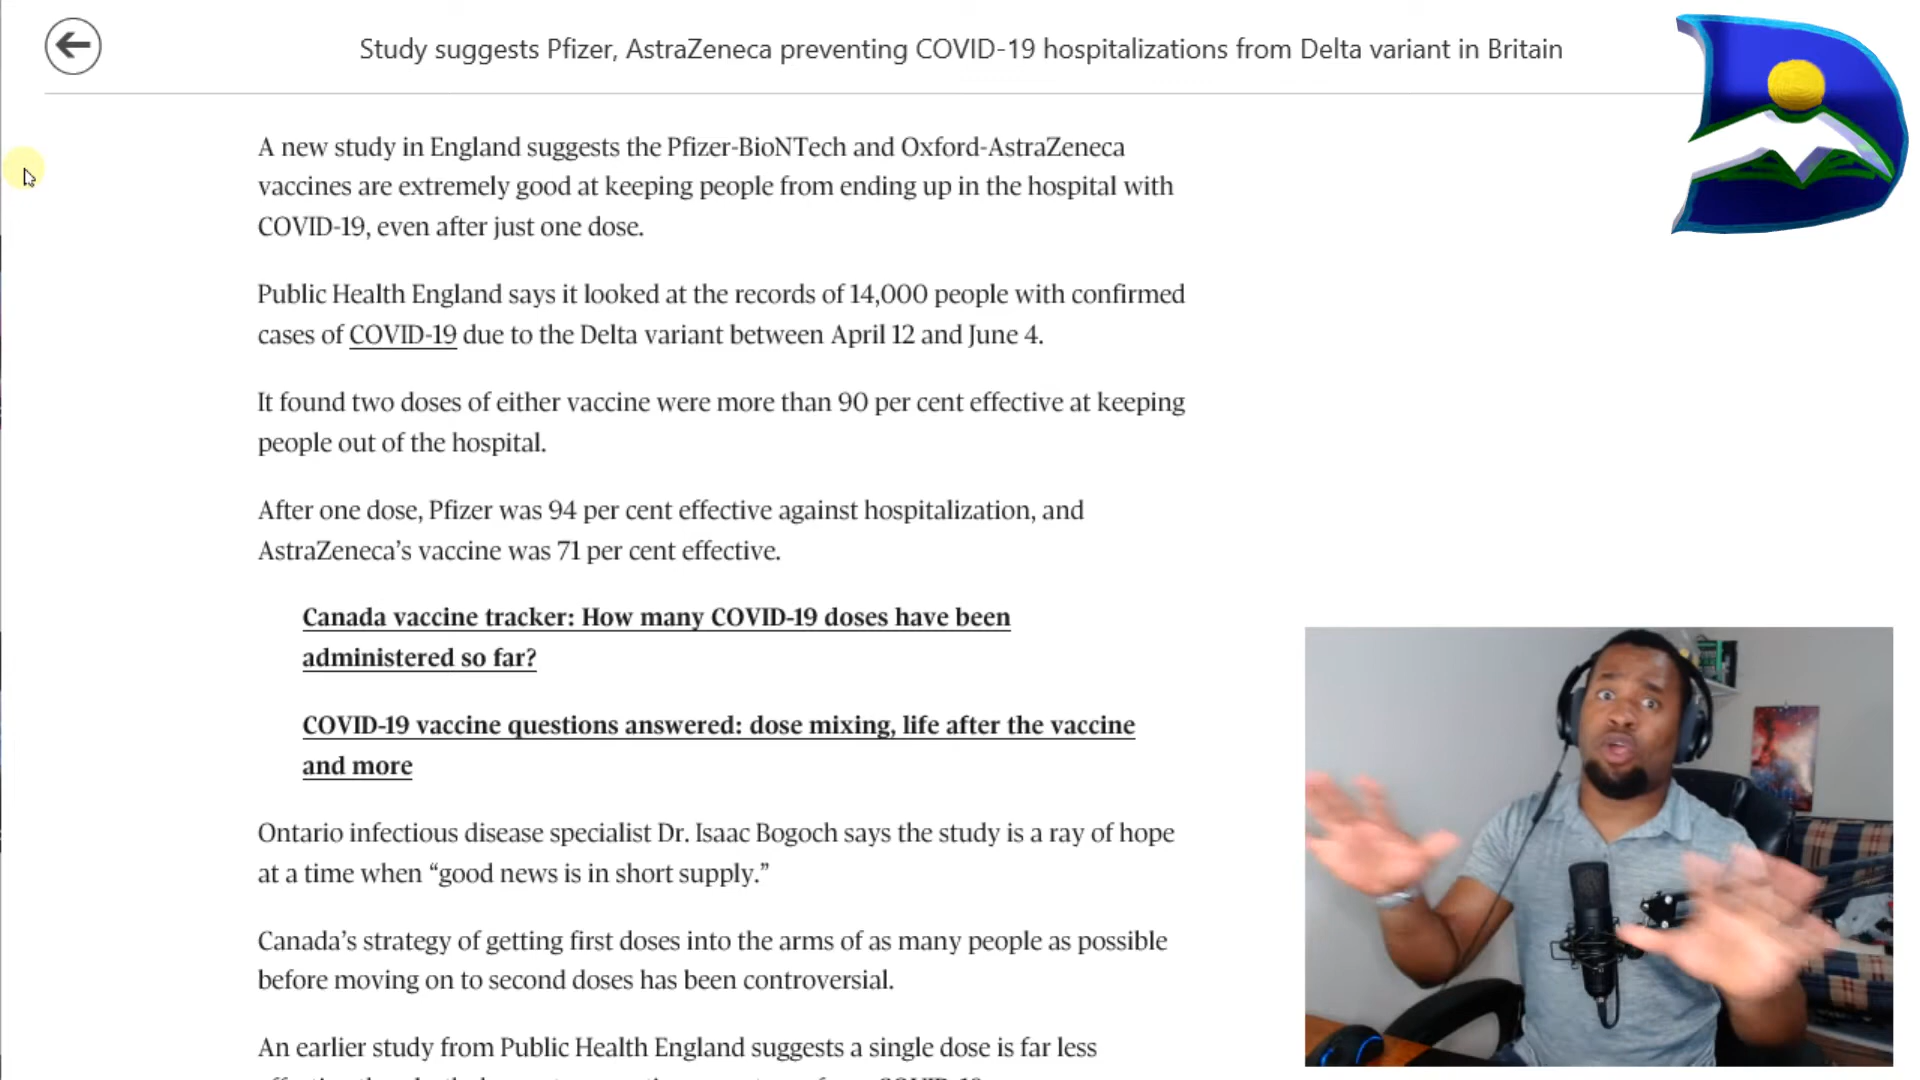 Study suggests Pfizer, AstraZeneca preventing COVID-19 hospitalizations from Delta variant in Britain
A new study in England suggests the Pfizer-BioNTech and Oxford-AstraZeneca
vaccines are extremely good at keeping people from ending up in the hospital with
COVID-19, even after just one dose.
Public Health England says it looked at the records of 14,000 people with confirmed
cases of COVID-19 due to the Delta variant between April 12 and June 4.
It found two doses of either vaccine were more than 90 per cent effective at keeping
people out of the hospital.
After one dose, Pfizer was 94 per cent effective against hospitalization, and
AstraZeneca’s vaccine was 71 per cent effective.
Canada vaccine tracker: How many COVID-19 doses have been
administered so far?
COVID-19 vaccine questions answered: dose mixing, life after the vaccine
and more
Ontario infectious disease specialist Dr. Isaac Bogoch says the study is a ray of hope
at a time when “good news is in short supply.”
Canada’s strategy of getting first doses into the arms of as many people as possible
before moving on to second doses has been controversial.
An earlier study from Public Health England suggests a single dose is far less